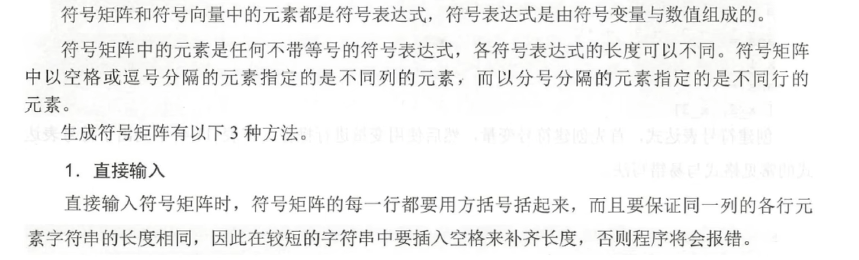 符号矩阵和符号向量中的元素都是符号表达式，符号表达式是由符号变量与数值组成的。
符号矩阵中的元素是任何不带等号的符号表达式，各符号表达式的长度可以不同。符号矩阵
中以空格或逗号分隔的元素指定的是不同列的元素，而以分号分隔的元素指定的是不同行的
元素。
生成符号矩阵有以下 3 种方法。
1．直接输入
直接输入符号矩阵时，符号矩阵的每一行都要用方括号括起来，而且要保证同一列的各行元
素字符串的长度相同，因此在较短的字符串中要插入空格来补齐长度，否则程序将会报错。